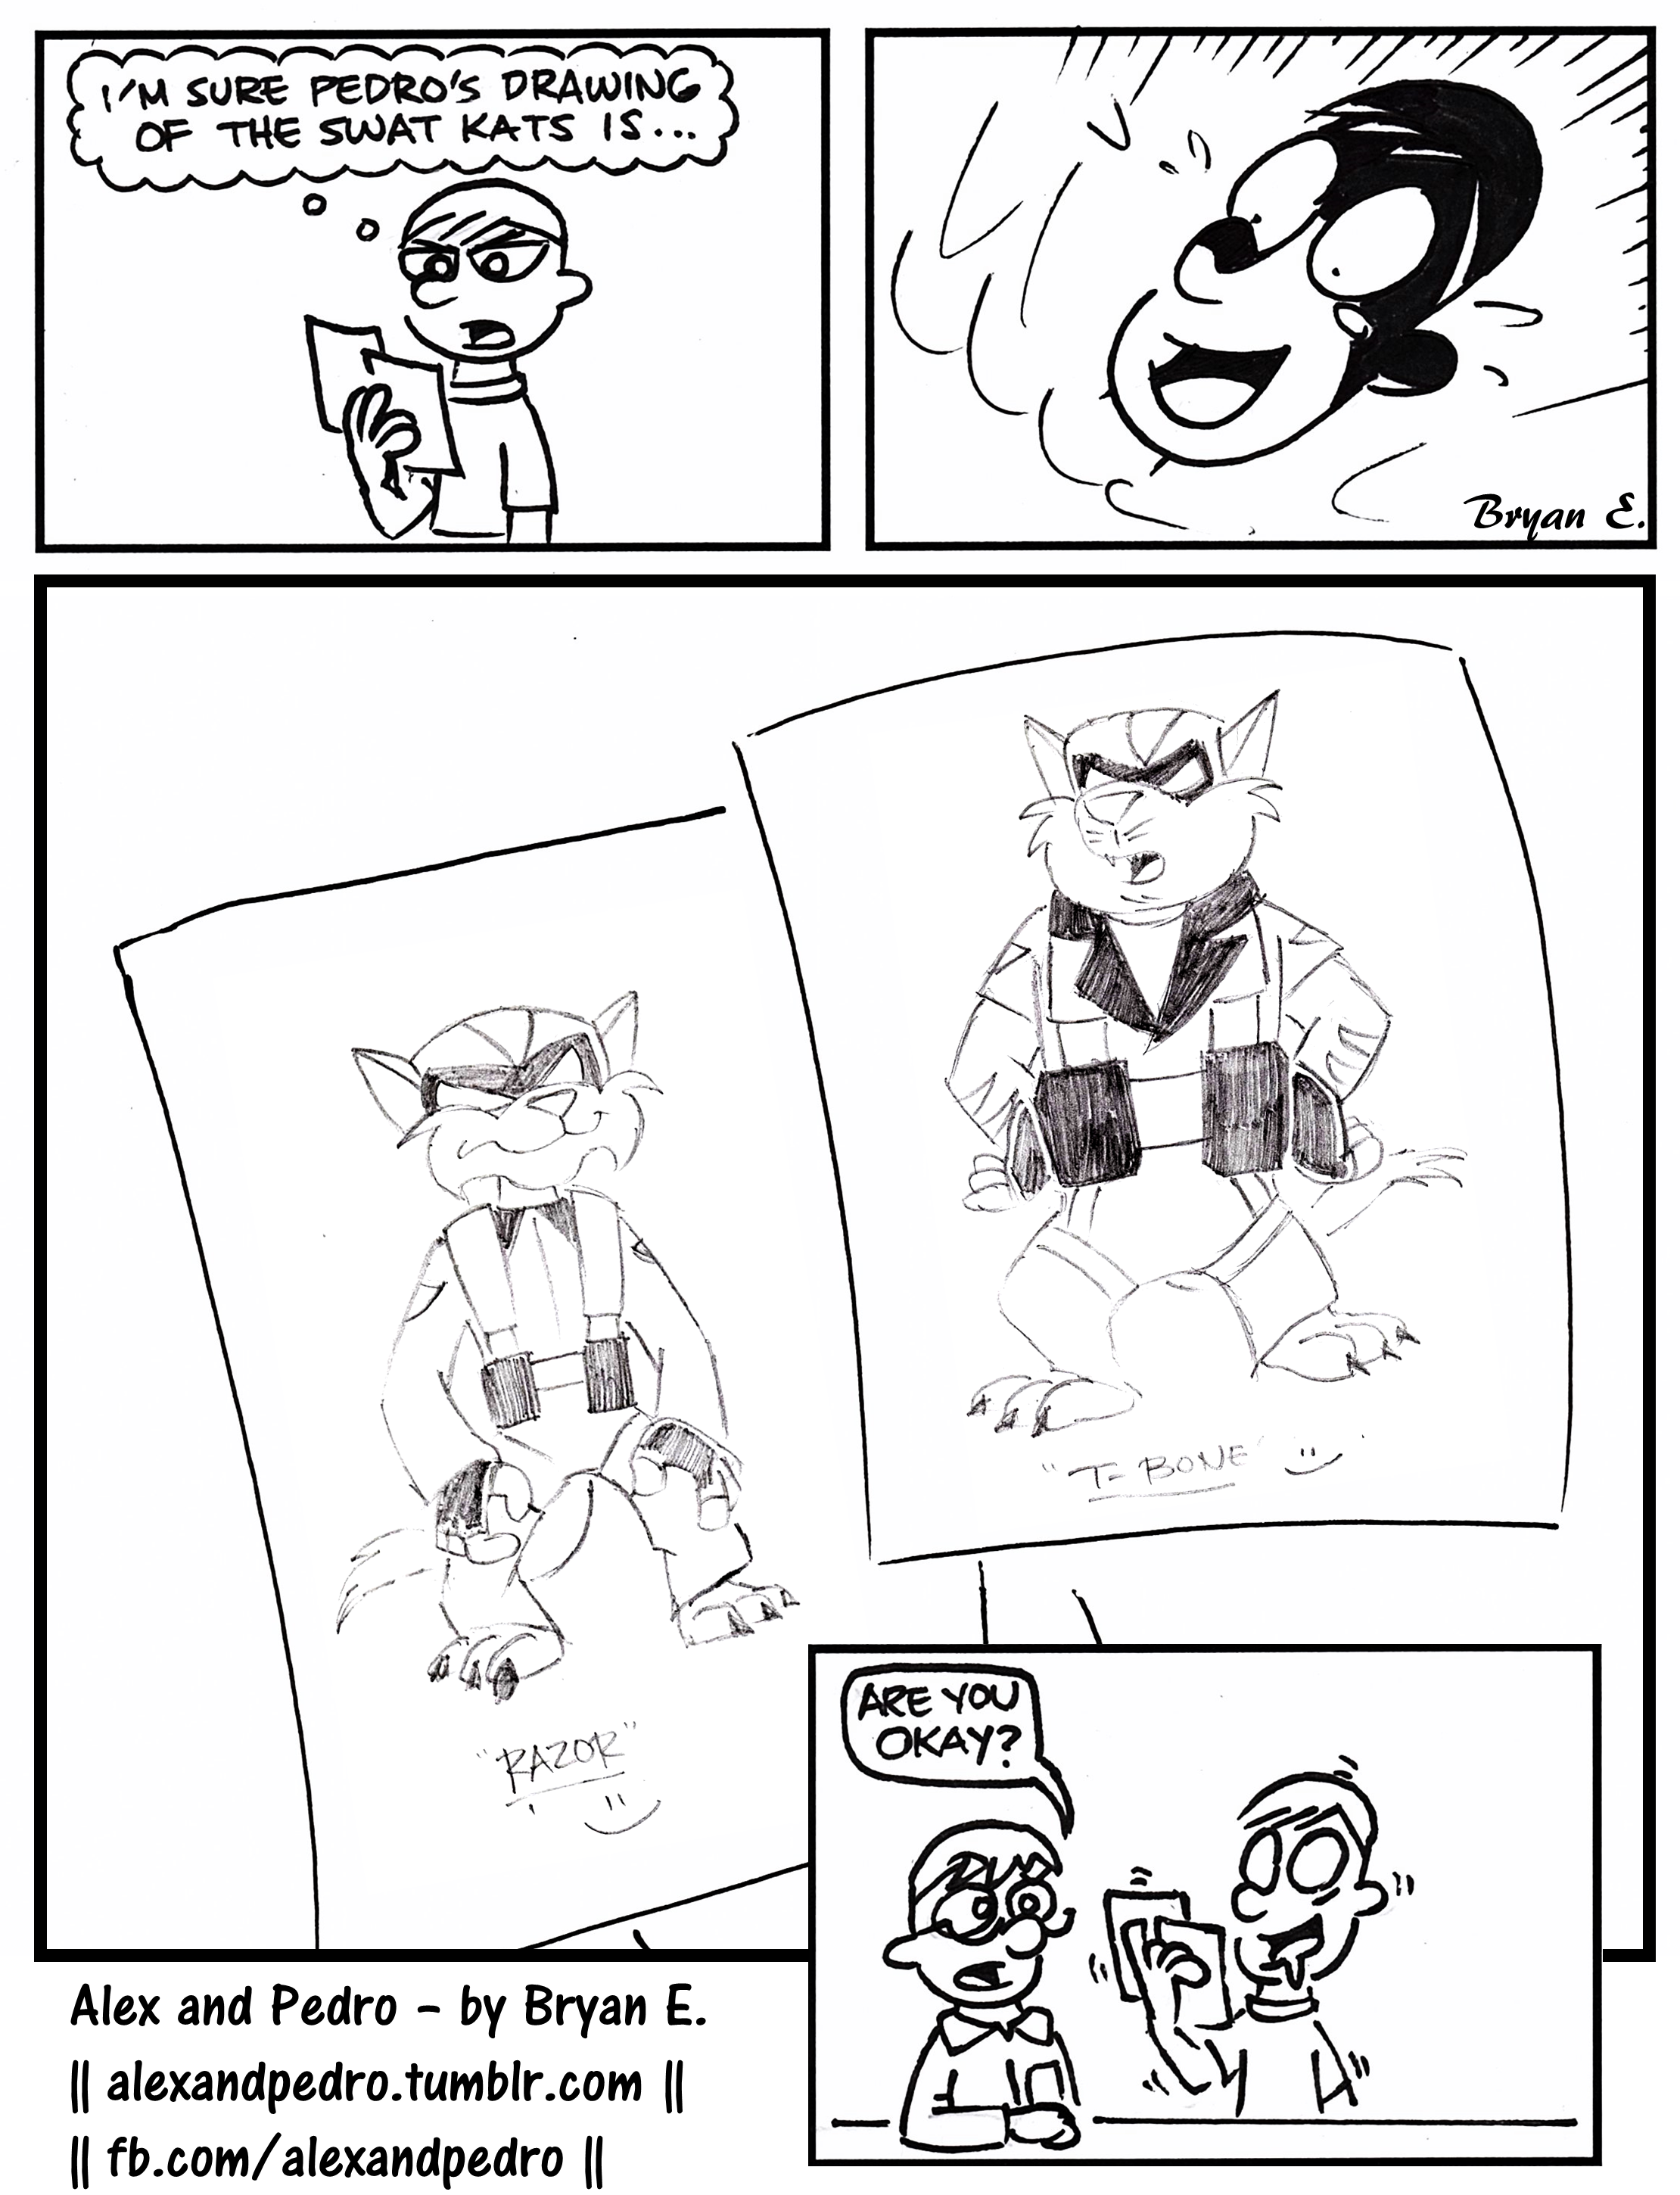 I'M SURE PEDRO'S DRAWING
OF THE SWAT KATS IS...
Bryan E.
"T-BONE"
"RAZOR"
ARE YOU
OKAY?
Alex and Pedro - by Bryan E.
|| alexandpedro.tumblr.com ||
|| fb.com/alexandpedro ||